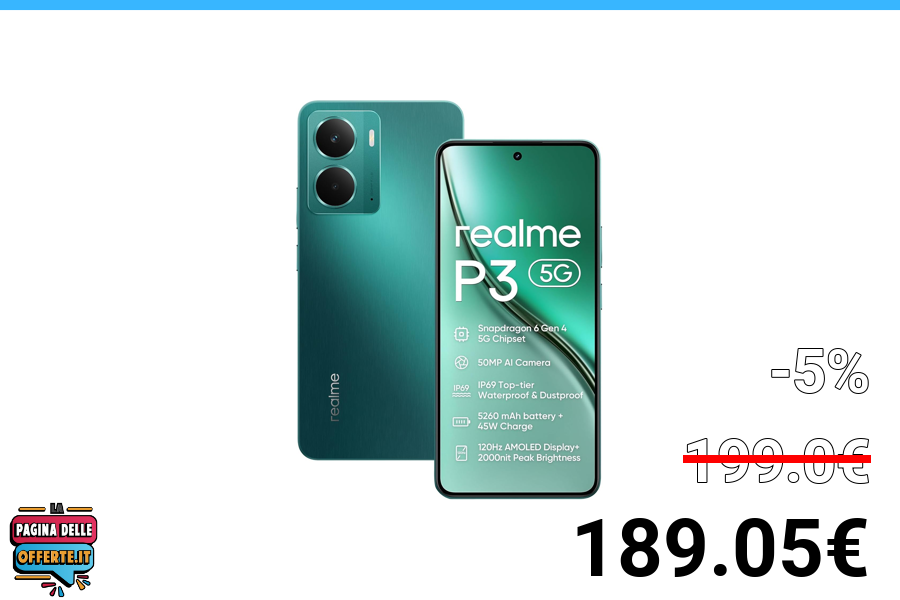 realme
realme
P3 5G
Snapdragon 6 Gen 4
5G Chipset
50MP AI Camera
IP69
IP69 Top-tier
Waterproof & Dustproof
5260 mAh battery +
45W Charge
120Hz AMOLED Display+
2000nit Peak Brightness
-5%
199.0€
189.05€
LA
PAGINA DELLE
OFFERTE.IT